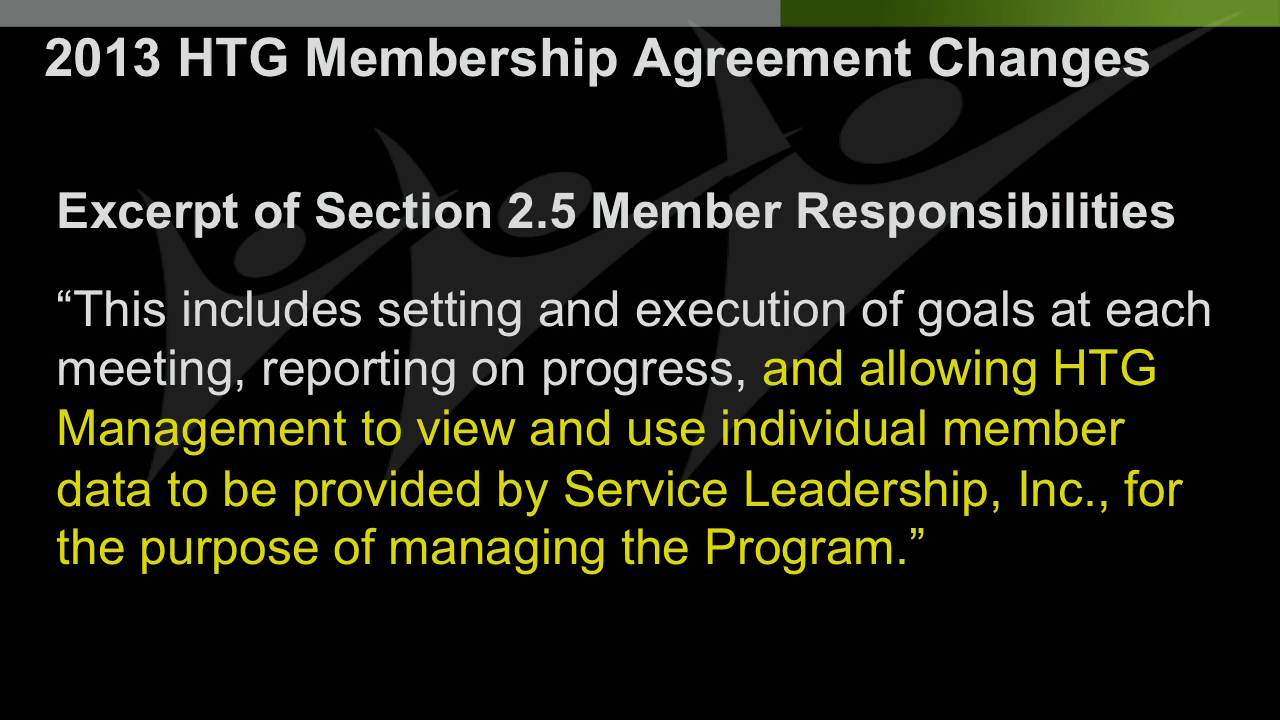 2013 HTG Membership Agreement Changes
Excerpt of Section 2.5 Member Responsibilities
“This includes setting and execution of goals at each
meeting, reporting on progress, and allowing HTG
Management to view and use individual member
data to be provided by Service Leadership, Inc., for
the purpose of managing the Program.”